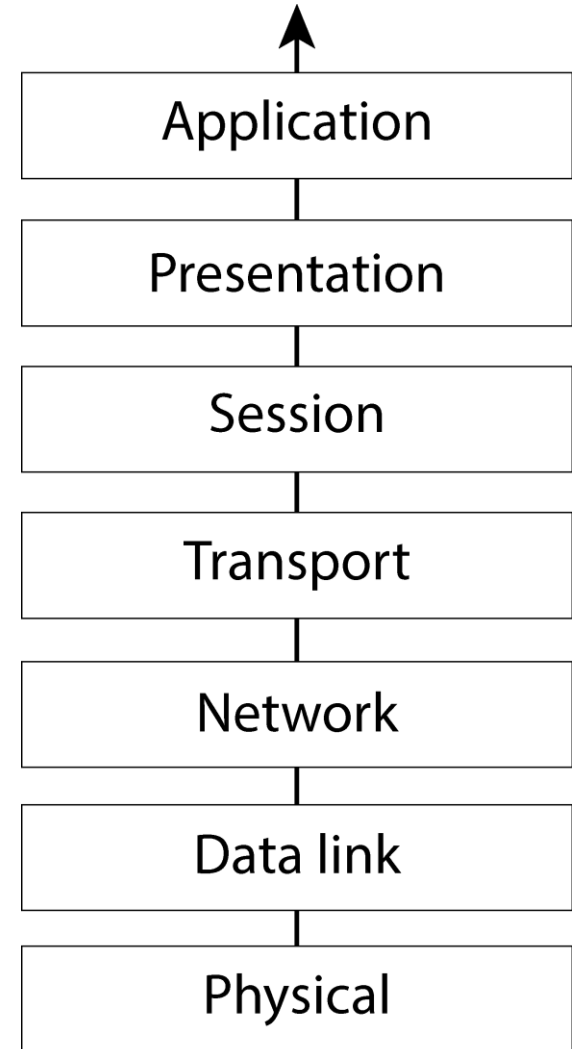 Application
Presentation
Session
Transport
Network
Data link
Physical